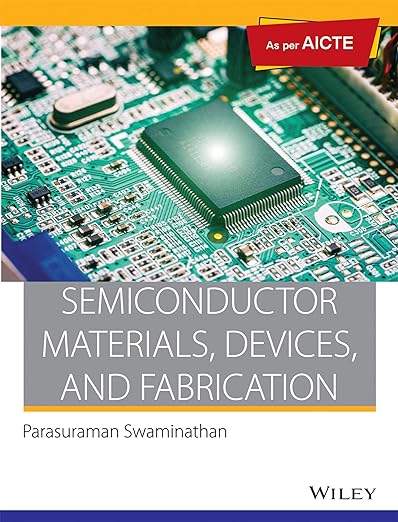 As per AICTE
SEMICONDUCTOR
MATERIALS, DEVICES,
AND FABRICATION
Parasuraman Swaminathan
WILEY